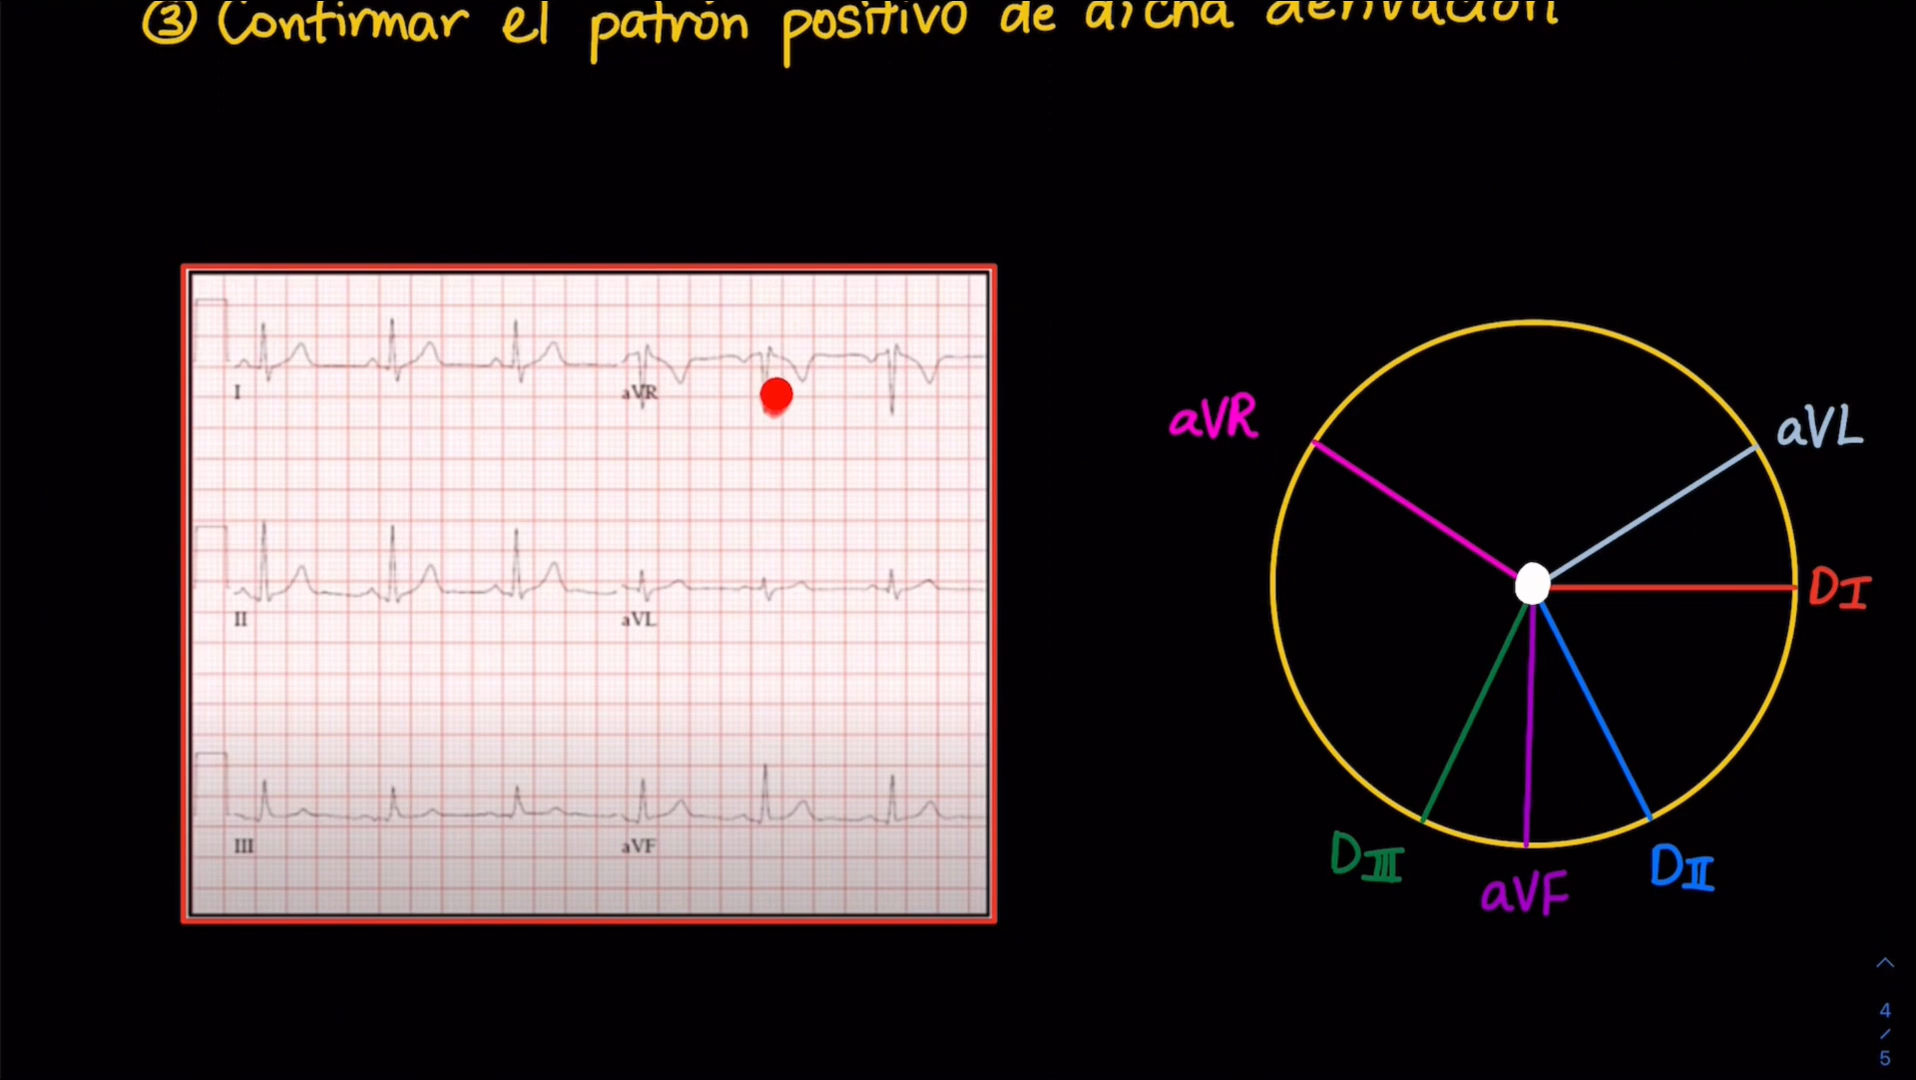 ③ Confirmar el patrón positivo de dicha derivación
I
aVR
II
aVL
III
aVF
aVR
aVL
DI
DIII
aVF
DII
4
/
5